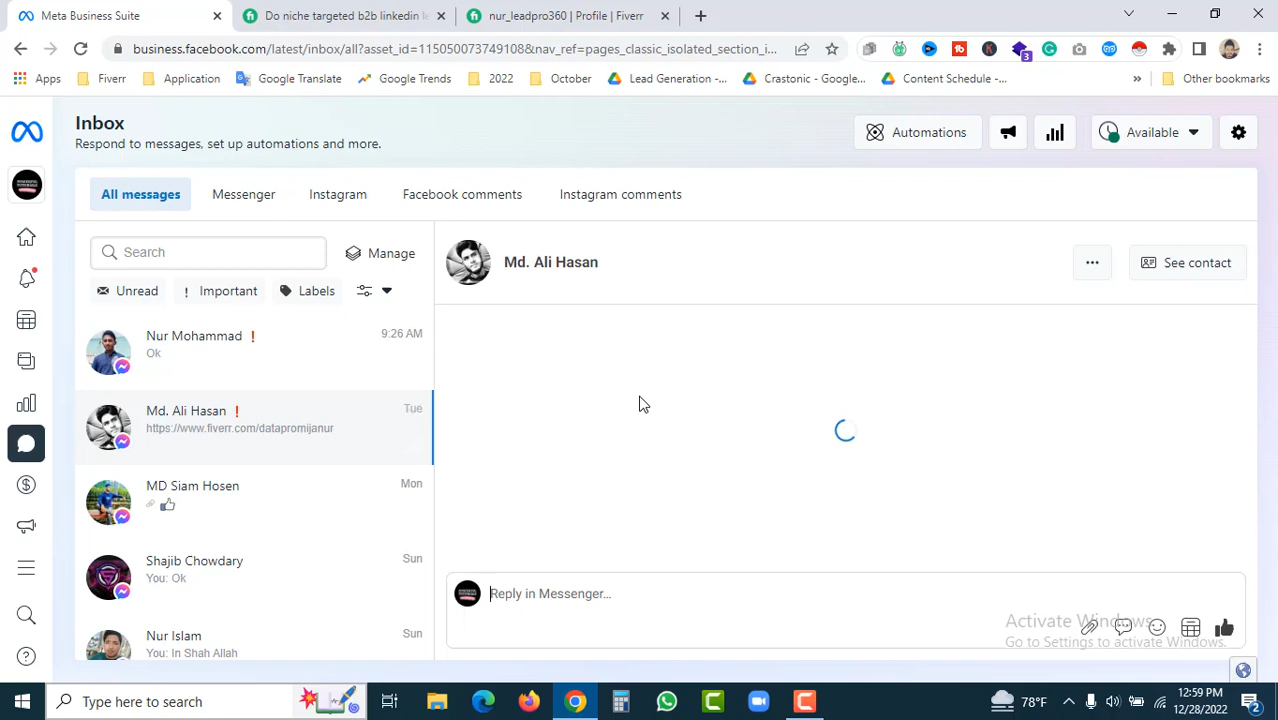 Meta Business Suite
Do niche targeted b2b linkedin le
nur_leadpro360 | Profile | Fiverr
business.facebook.com/latest/inbox/all?asset_id=115050073749108&nav_ref=pages_classic_isolated_section_i...
3
Apps
Fiverr
Application
Google Translate
Google Trends
2022
October
Lead Generation -...
Crastonic - Google...
Content Schedule -...
»
Other bookmarks
Inbox
Respond to messages, set up automations and more.
Automations
Available
All messages
Messenger
Instagram
Facebook comments
Instagram comments
Search
Manage
Unread
Important
Labels
Md. Ali Hasan
See contact
Nur Mohammad ❗
9:26 AM
Ok
Md. Ali Hasan ❗
Tue
https://www.fiverr.com/datapromijanur
MD Siam Hosen
Mon
Shajib Chowdary
Sun
You: Ok
Nur Islam
Sun
You: In Shah Allah
Reply in Messenger...
Activate Windows
Go to Settings to activate Windows.
Type here to search
78°F
12:59 PM
12/28/2022
2